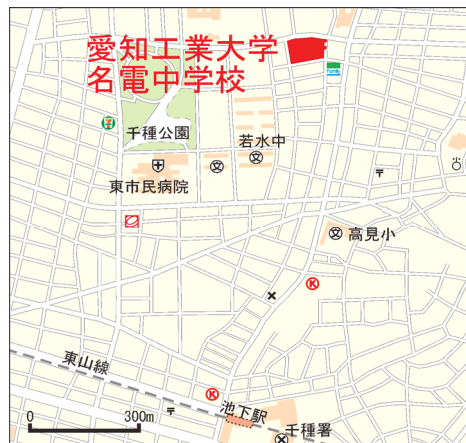 愛知工業大学
名電中学校
千種公園
若水中
東市民病院
高見小
東山線
池下駅
千種署
0
300m